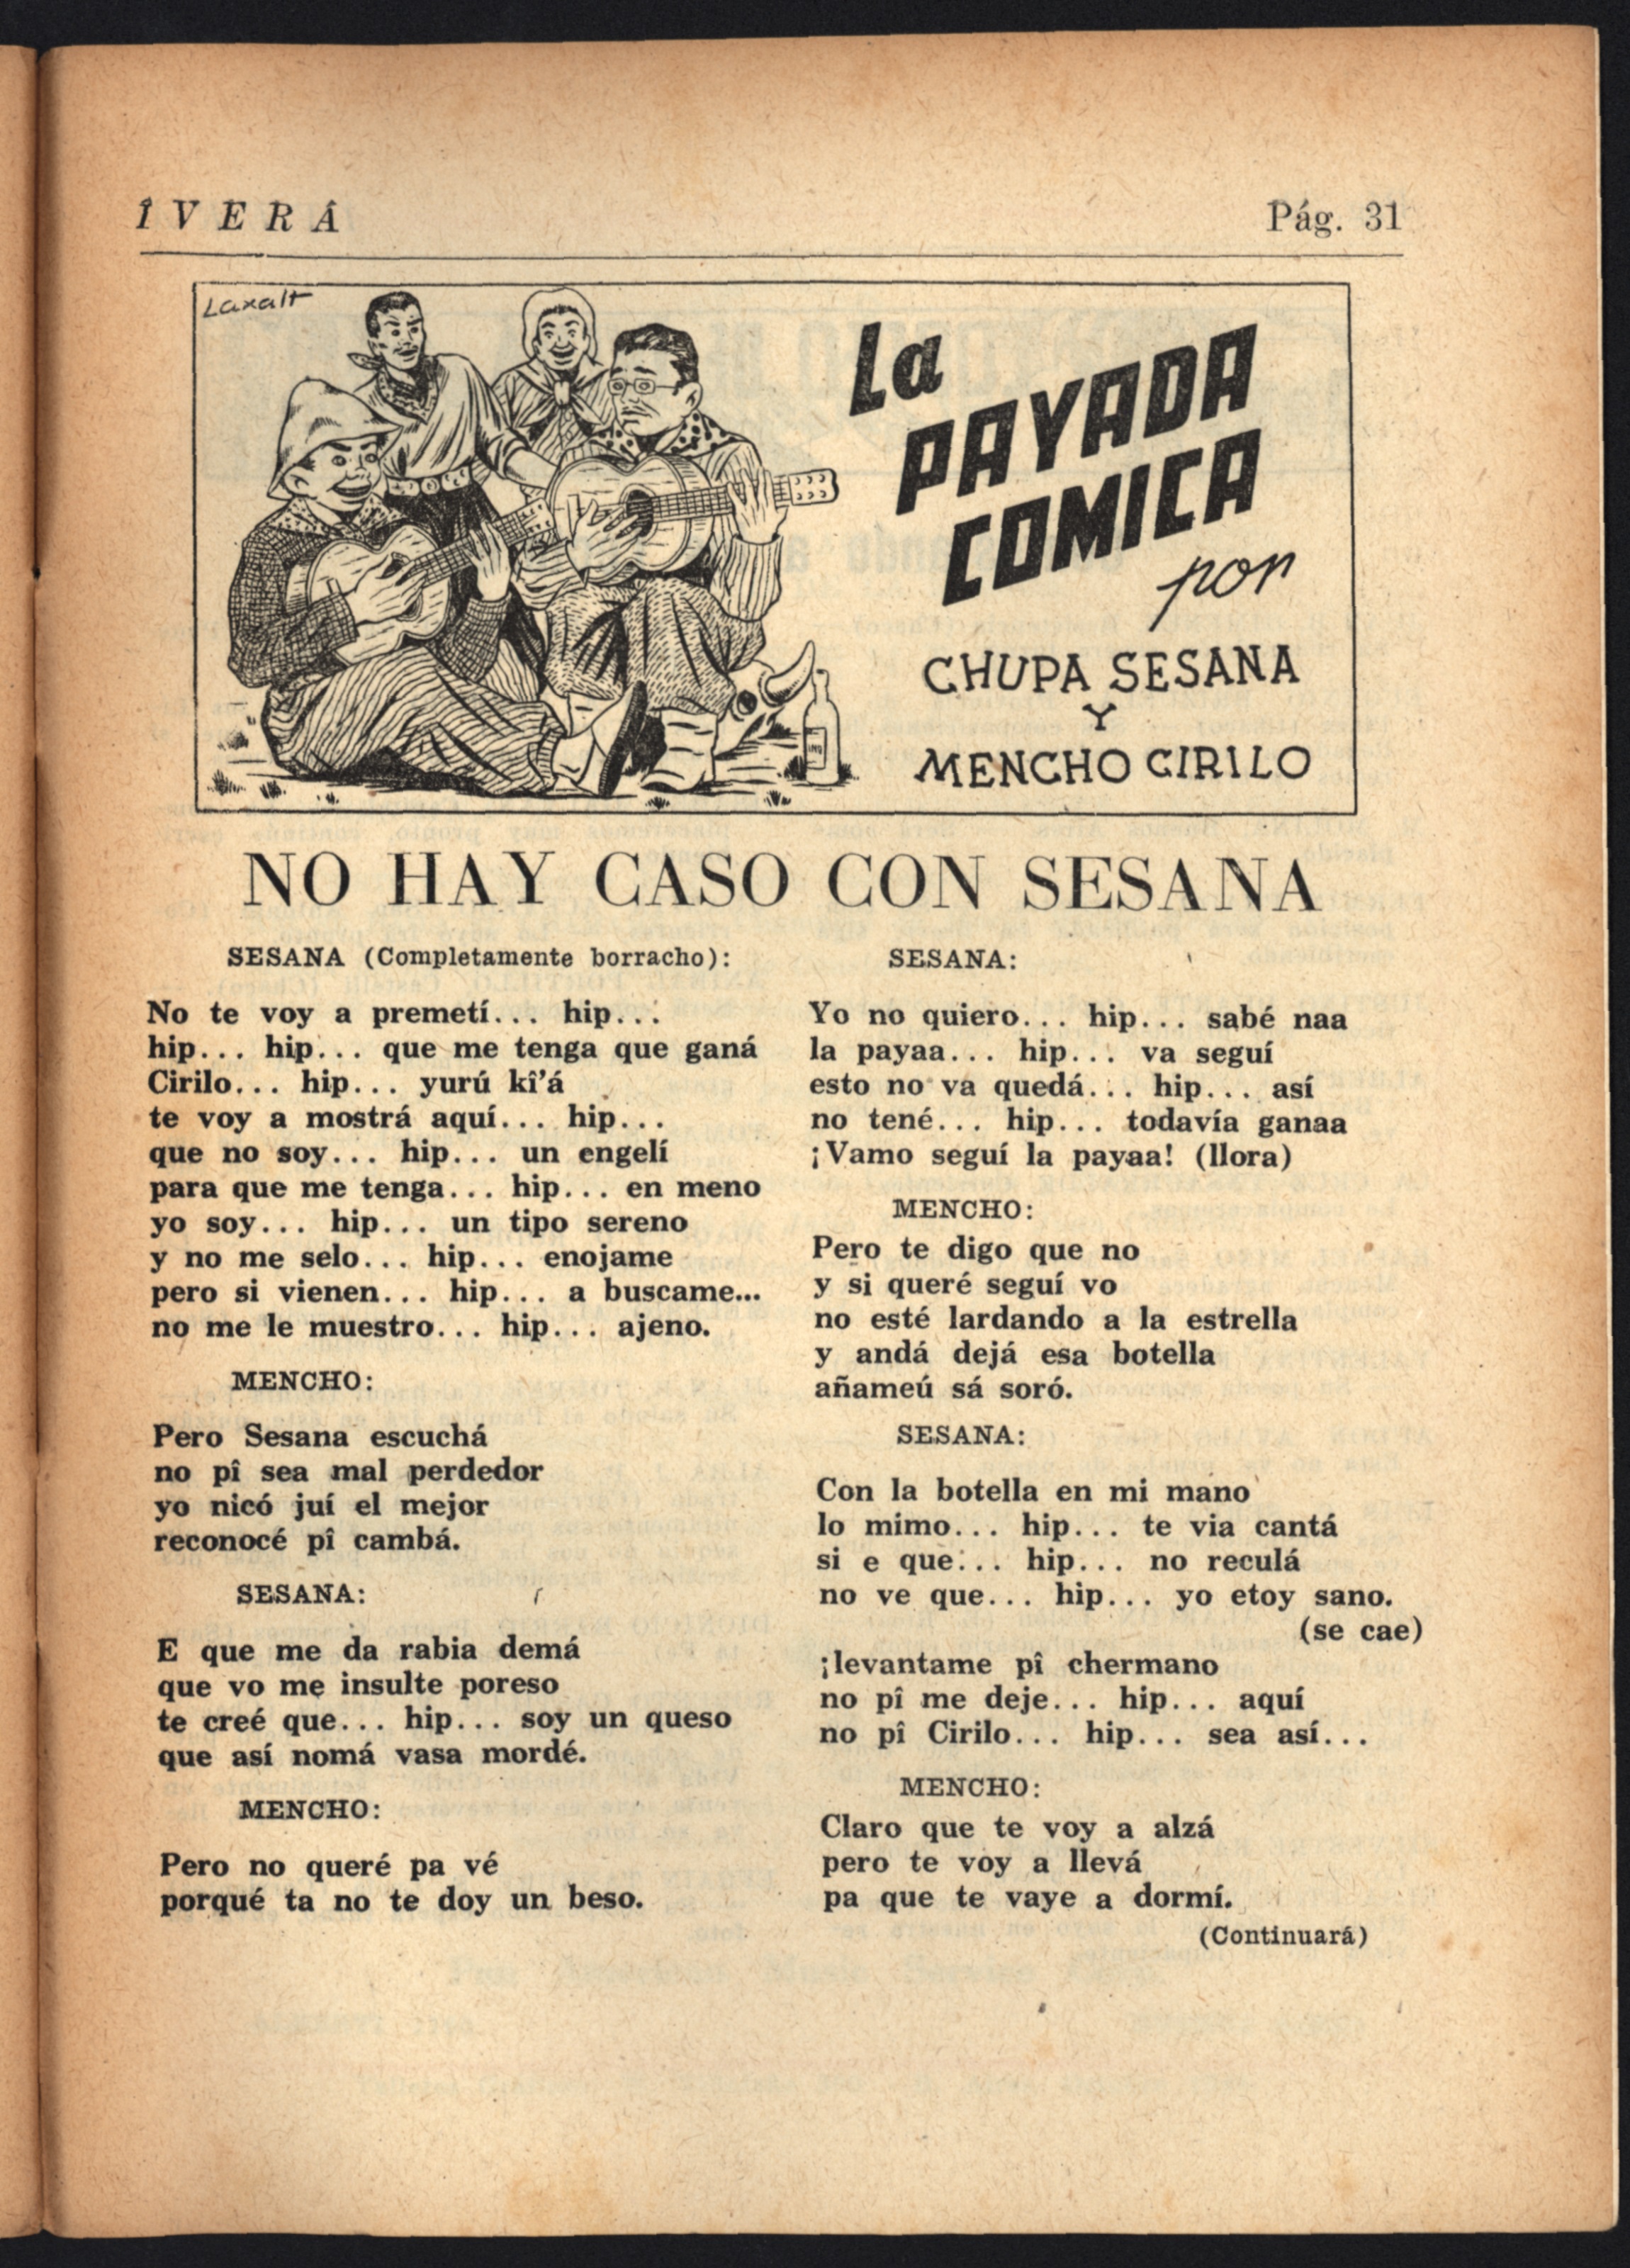 Î V E R Á
Pág. 31
Laxalt
La
PAYADA
COMICA
por
CHUPA SESANA
Y
MENCHO CIRILO
NO HAY CASO CON SESANA
SESANA (Completamente borracho):
No te voy a premetí... hip...
hip... hip... que me tenga que ganá
Cirilo... hip... yurú kî'á
te voy a mostrá aquí... hip...
que no soy... hip... un engelí
para que me tenga... hip... en meno
yo soy... hip... un tipo sereno
y no me selo... hip... enojame
pero si vienen... hip... a buscame...
no me le muestro... hip... ajeno.
MENCHO:
Pero Sesana escuchá
no pî sea mal perdedor
yo nicó juí el mejor
reconocé pî cambá.
SESANA:
E que me da rabia demá
que vo me insulte poreso
te creé que... hip... soy un queso
que así nomá vasa mordé.
MENCHO:
Pero no queré pa vé
porqué ta no te doy un beso.
SESANA:
Yo no quiero... hip... sabé naa
la payaa... hip... va seguí
esto no va quedá... hip... así
no tené... hip... todavía ganaa
¡Vamo seguí la payaa! (llora)
MENCHO:
Pero te digo que no
y si queré seguí vo
no esté lardando a la estrella
y andá dejá esa botella
añameú sá soró.
SESANA:
Con la botella en mi mano
lo mimo... hip... te via cantá
si e que... hip... no reculá
no ve que... hip... yo etoy sano.
(se cae)
¡levantame pî chermano
no pî me deje... hip... aquí
no pî Cirilo... hip... sea así...
MENCHO:
Claro que te voy a alzá
pero te voy a llevá
pa que te vaye a dormí.
(Continuará)